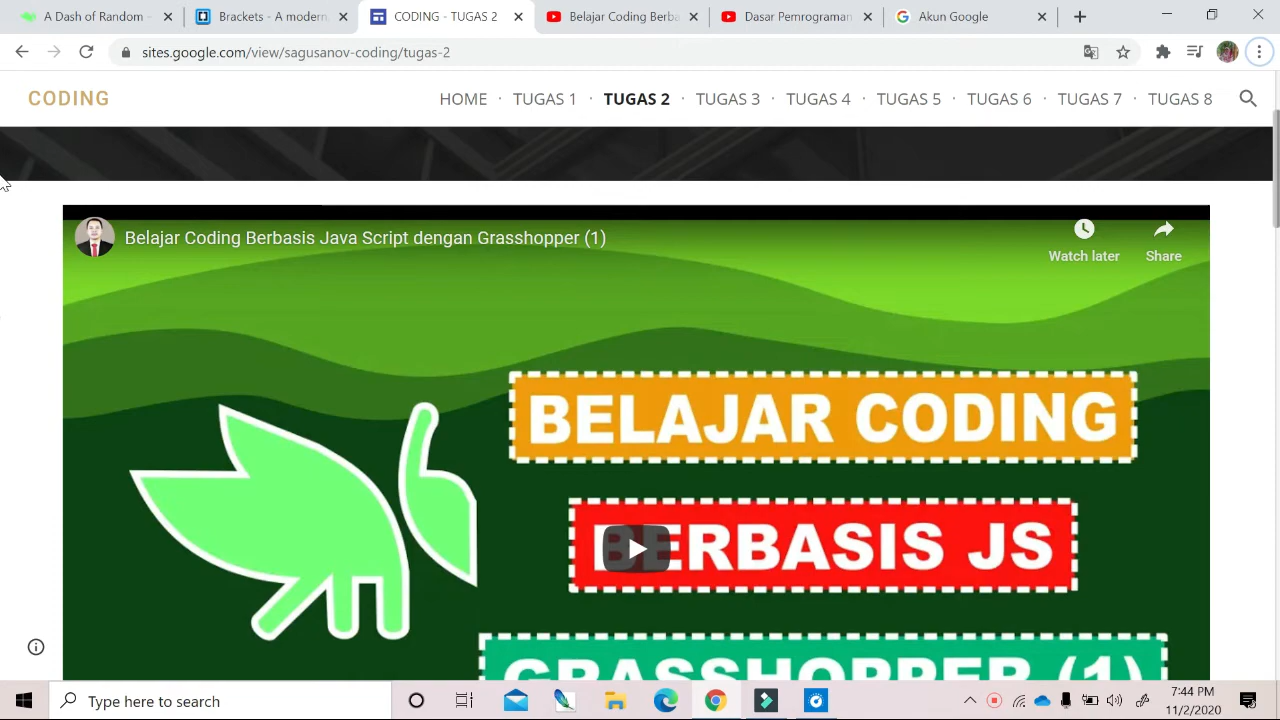 A Dash of Random
Brackets - A modern,
CODING - TUGAS 2
Belajar Coding Berba
Dasar Pemrograman
Akun Google
sites.google.com/view/sagusanov-coding/tugas-2
CODING
HOME · TUGAS 1 · TUGAS 2 · TUGAS 3 · TUGAS 4 · TUGAS 5 · TUGAS 6 · TUGAS 7 · TUGAS 8
Belajar Coding Berbasis Java Script dengan Grasshopper (1)
Watch later
Share
BELAJAR CODING
BERBASIS JS
GRASSHOPPER (1)
Type here to search
7:44 PM
11/2/2020